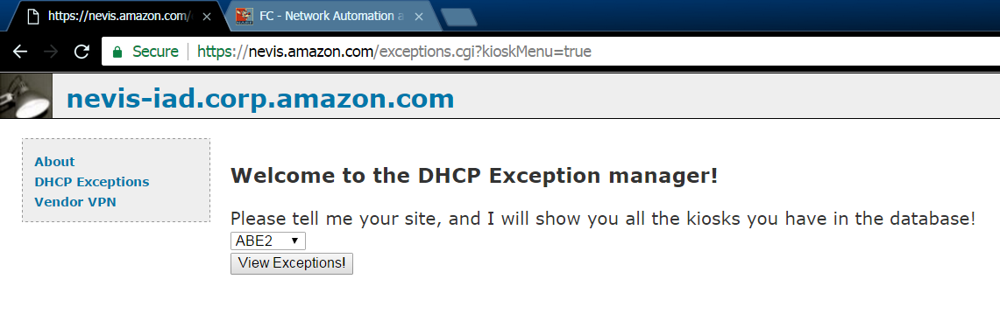 https://nevis.amazon.com/
FC - Network Automation a
Secure
https://nevis.amazon.com/exceptions.cgi?kioskMenu=true
nevis-iad.corp.amazon.com
About
DHCP Exceptions
Vendor VPN
Welcome to the DHCP Exception manager!
Please tell me your site, and I will show you all the kiosks you have in the database!
ABE2
View Exceptions!